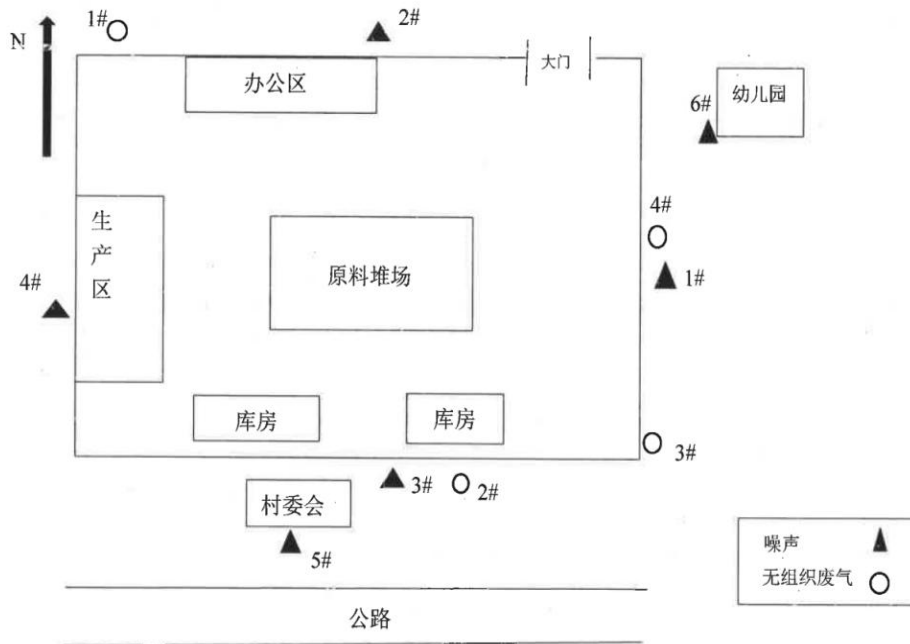 N
1#
2#
大门
办公区
幼儿园
6#
生
产
区
4#
4#
原料堆场
1#
库房
库房
3#
3#
2#
村委会
5#
噪声
无组织废气
公路